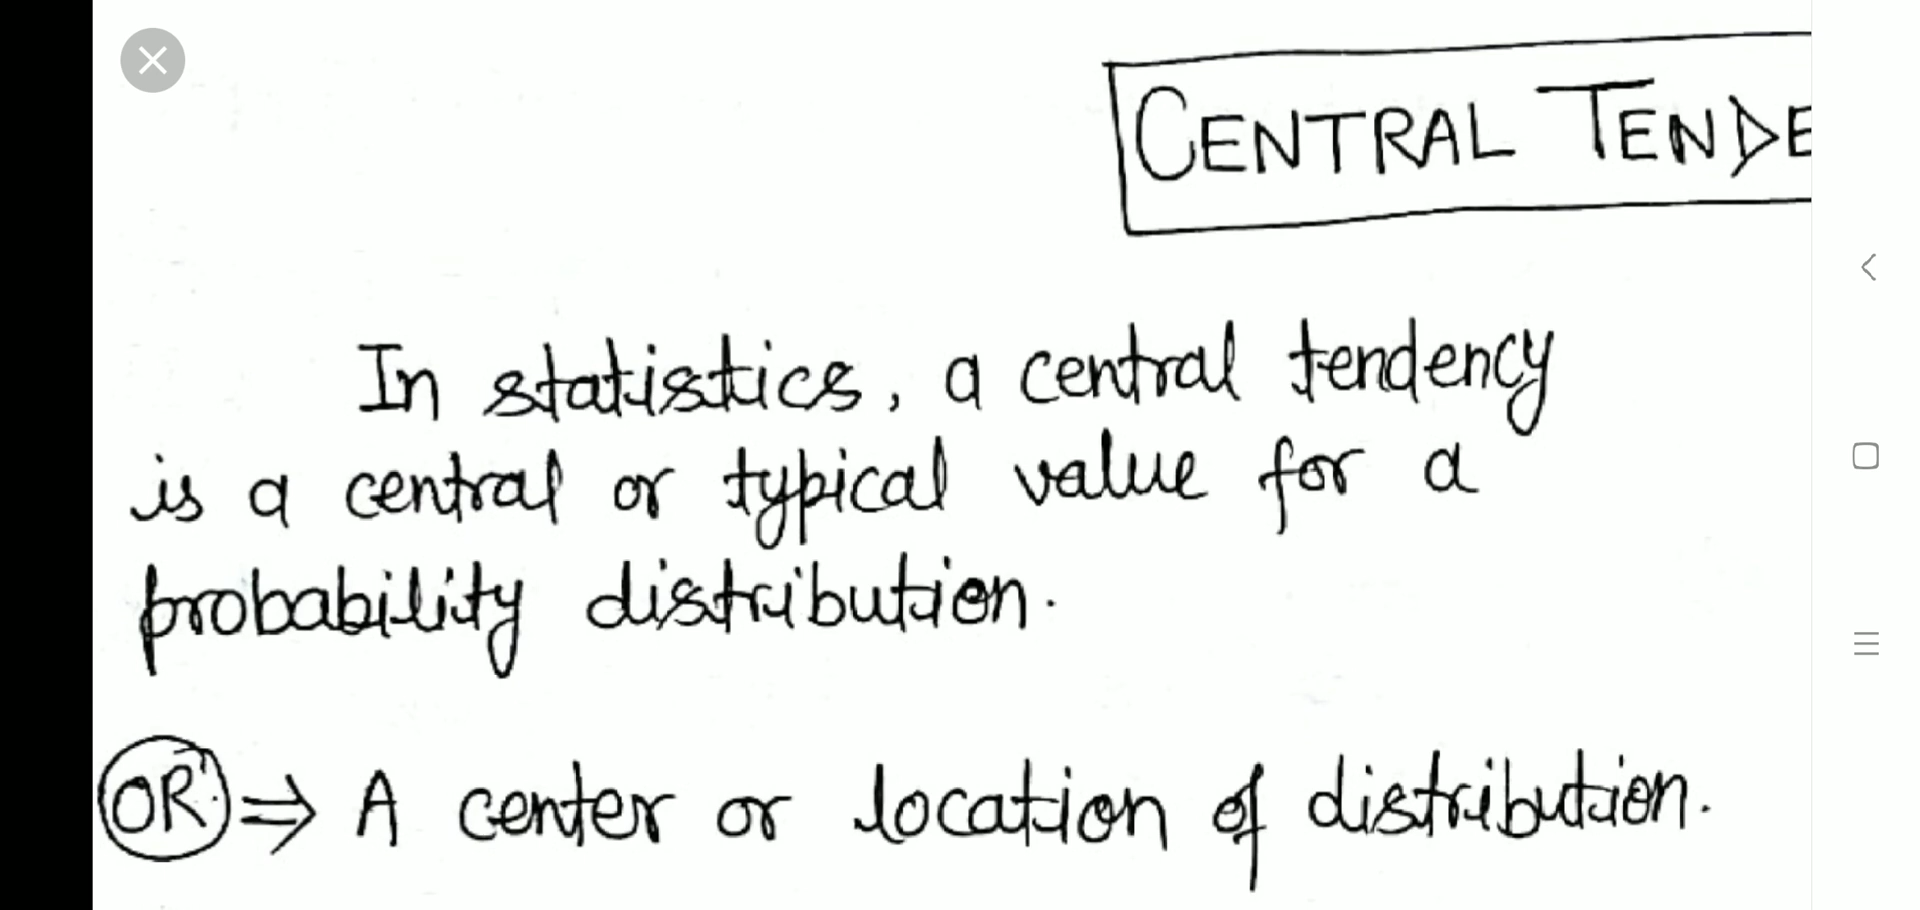 CENTRAL TENDE
In statistics, a central tendency
is a central or typical value for a
probability distribution.
OR ⇒ A center or location of distribution.